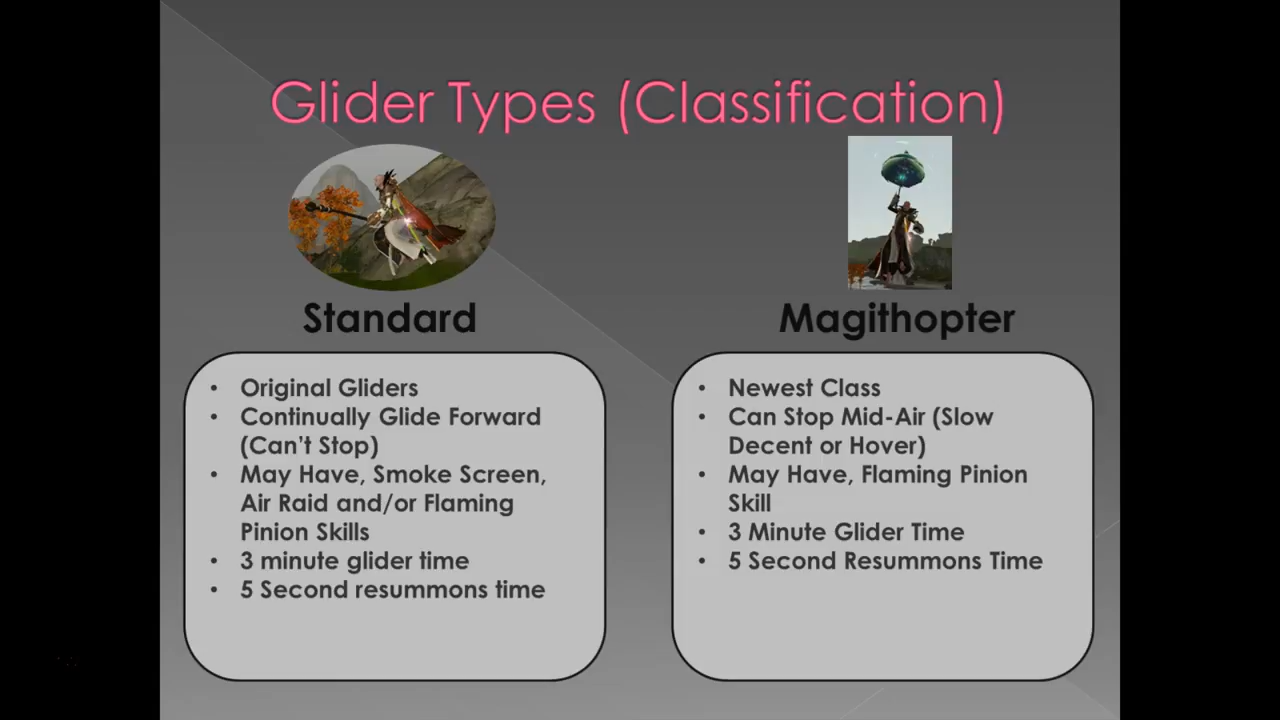 Glider Types (Classification)
Standard
• Original Gliders
• Continually Glide Forward
(Can't Stop)
• May Have, Smoke Screen,
Air Raid and/or Flaming
Pinion Skills
• 3 minute glider time
• 5 Second resummons time
Magithopter
• Newest Class
• Can Stop Mid-Air (Slow
Decent or Hover)
• May Have, Flaming Pinion
Skill
• 3 Minute Glider Time
• 5 Second Resummons Time